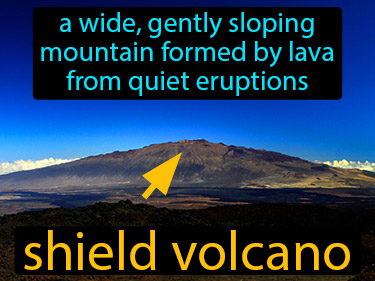 a wide, gently sloping
mountain formed by lava
from quiet eruptions
shield volcano